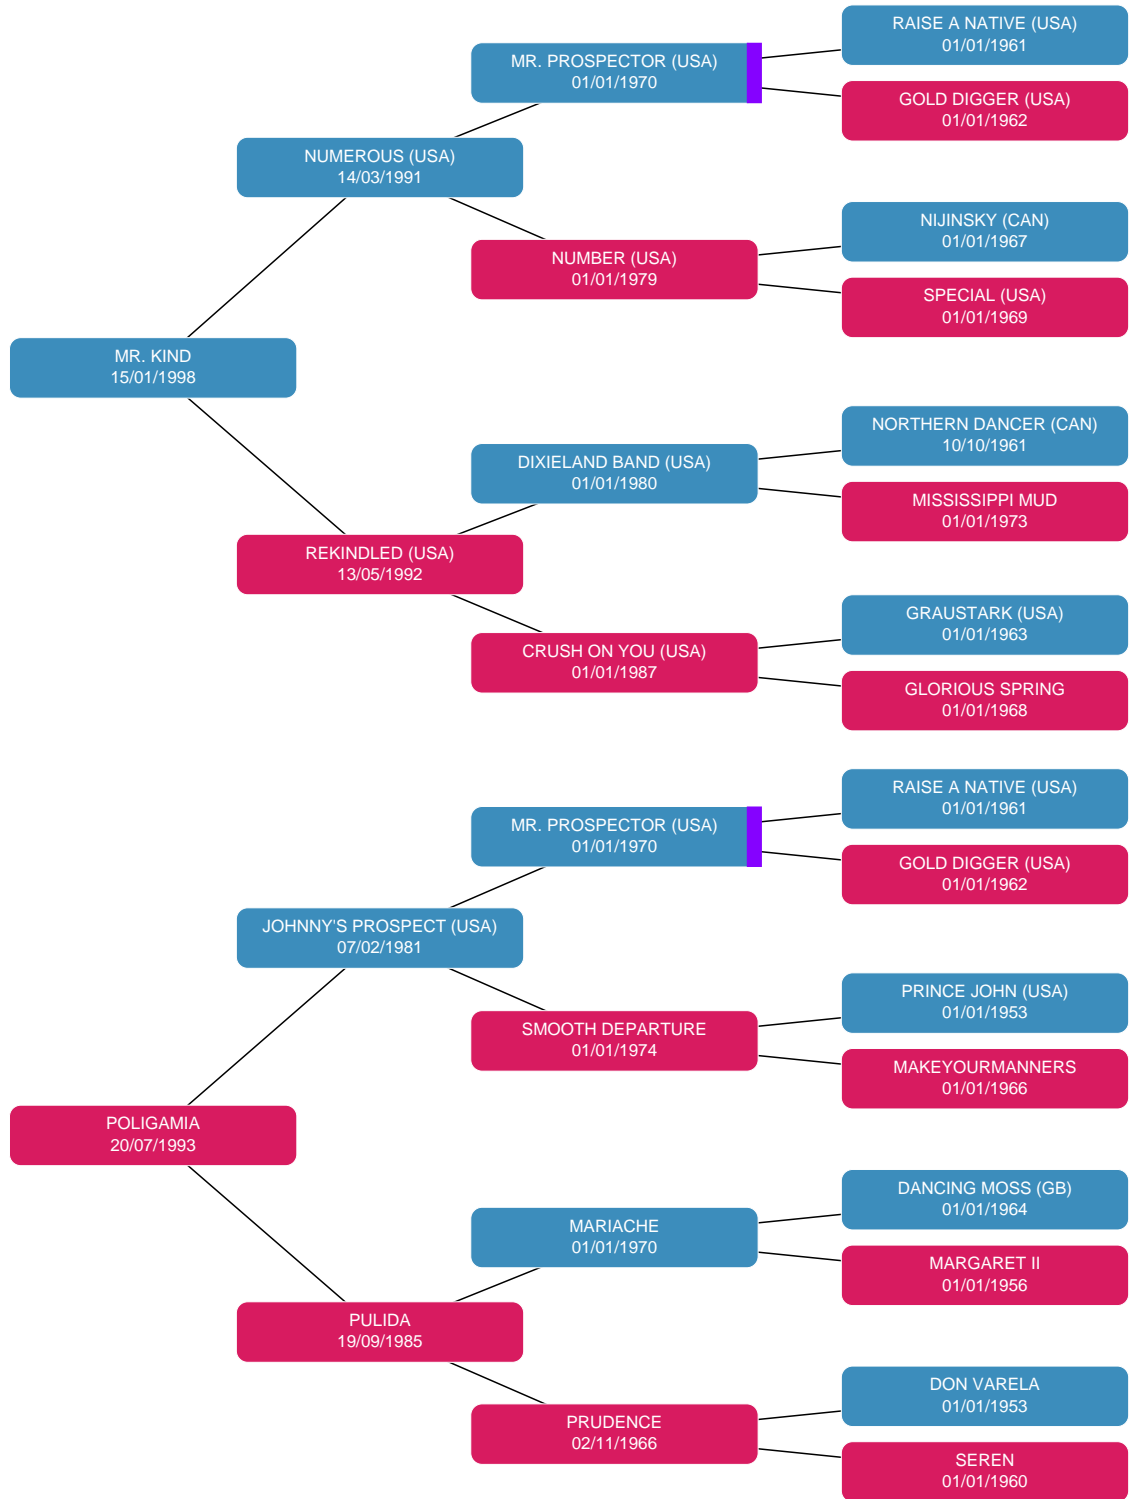 RAISE A NATIVE (USA)
01/01/1961
MR. PROSPECTOR (USA)
01/01/1970
GOLD DIGGER (USA)
01/01/1962
NUMEROUS (USA)
14/03/1991
NIJINSKY (CAN)
01/01/1967
NUMBER (USA)
01/01/1979
SPECIAL (USA)
01/01/1969
MR. KIND
15/01/1998
NORTHERN DANCER (CAN)
10/10/1961
DIXIELAND BAND (USA)
01/01/1980
MISSISSIPPI MUD
01/01/1973
REKINDLED (USA)
13/05/1992
GRAUSTARK (USA)
01/01/1963
CRUSH ON YOU (USA)
01/01/1987
GLORIOUS SPRING
01/01/1968
RAISE A NATIVE (USA)
01/01/1961
MR. PROSPECTOR (USA)
01/01/1970
GOLD DIGGER (USA)
01/01/1962
JOHNNY'S PROSPECT (USA)
07/02/1981
PRINCE JOHN (USA)
01/01/1953
SMOOTH DEPARTURE
01/01/1974
MAKEYOURMANNERS
01/01/1966
POLIGAMIA
20/07/1993
DANCING MOSS (GB)
01/01/1964
MARIACHE
01/01/1970
MARGARET II
01/01/1956
PULIDA
19/09/1985
DON VARELA
01/01/1953
PRUDENCE
02/11/1966
SEREN
01/01/1960